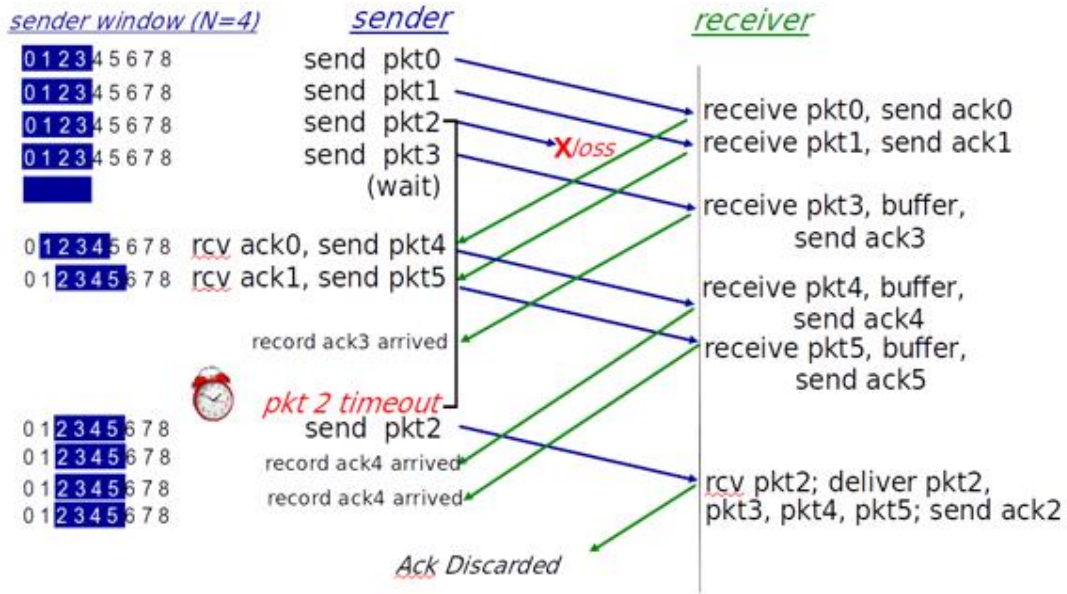 sender window (N=4)
sender
receiver
0 1 2 3 4 5 6 7 8
send pkt0
0 1 2 3 4 5 6 7 8
send pkt1
0 1 2 3 4 5 6 7 8
send pkt2
0 1 2 3 4 5 6 7 8
send pkt3
(wait)
Xloss
receive pkt0, send ack0
receive pkt1, send ack1
receive pkt3, buffer,
send ack3
0 1 2 3 4 5 6 7 8
rcv ack0, send pkt4
0 1 2 3 4 5 6 7 8
rcv ack1, send pkt5
receive pkt4, buffer,
send ack4
receive pkt5, buffer,
send ack5
record ack3 arrived
pkt 2 timeout
0 1 2 3 4 5 6 7 8
send pkt2
0 1 2 3 4 5 6 7 8
record ack4 arrived
0 1 2 3 4 5 6 7 8
record ack4 arrived
0 1 2 3 4 5 6 7 8
rcv pkt2; deliver pkt2,
pkt3, pkt4, pkt5; send ack2
Ack Discarded